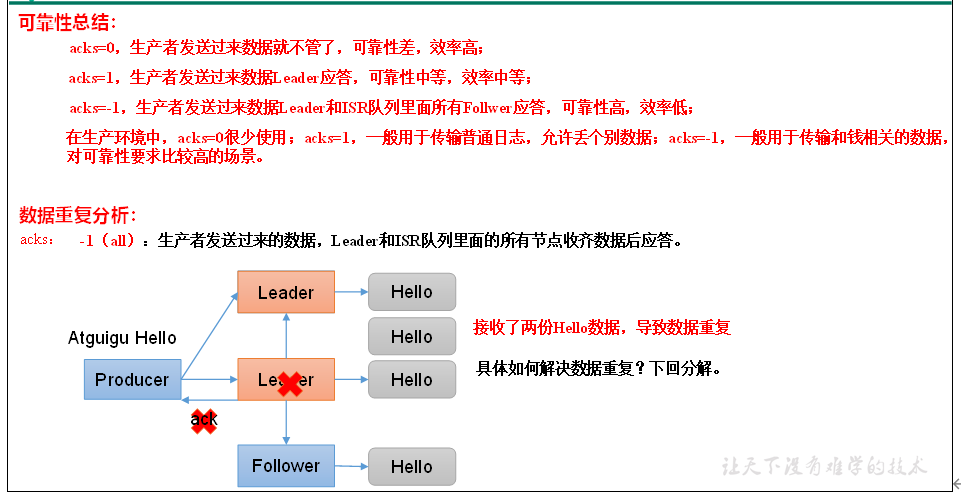 可靠性总结：
acks=0，生产者发送过来数据就不管了，可靠性差，效率高；
acks=1，生产者发送过来数据Leader应答，可靠性中等，效率中等；
acks=-1，生产者发送过来数据Leader和ISR队列里面所有Follwer应答，可靠性高，效率低；
在生产环境中，acks=0很少使用；acks=1，一般用于传输普通日志，允许丢个别数据；acks=-1，一般用于传输和钱相关的数据，
对可靠性要求比较高的场景。
数据重复分析：
acks： -1（all）：生产者发送过来的数据，Leader和ISR队列里面的所有节点收齐数据后应答。
Leader
Hello
Hello
接收了两份Hello数据，导致数据重复
Atguigu Hello
Producer
Leader
Hello
具体如何解决数据重复？下回分解。
ack
Follower
Hello
让天下没有难学的技术